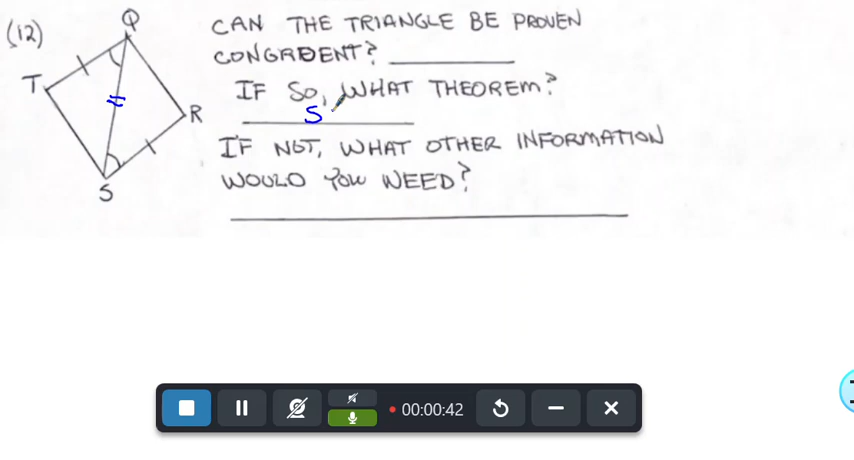 (12)
Q
T
R
S
CAN THE TRIANGLE BE PROVEN
CONGRUENT?
IF SO, WHAT THEOREM?
S
IF NOT, WHAT OTHER INFORMATION
WOULD YOU NEED?
00:00:42